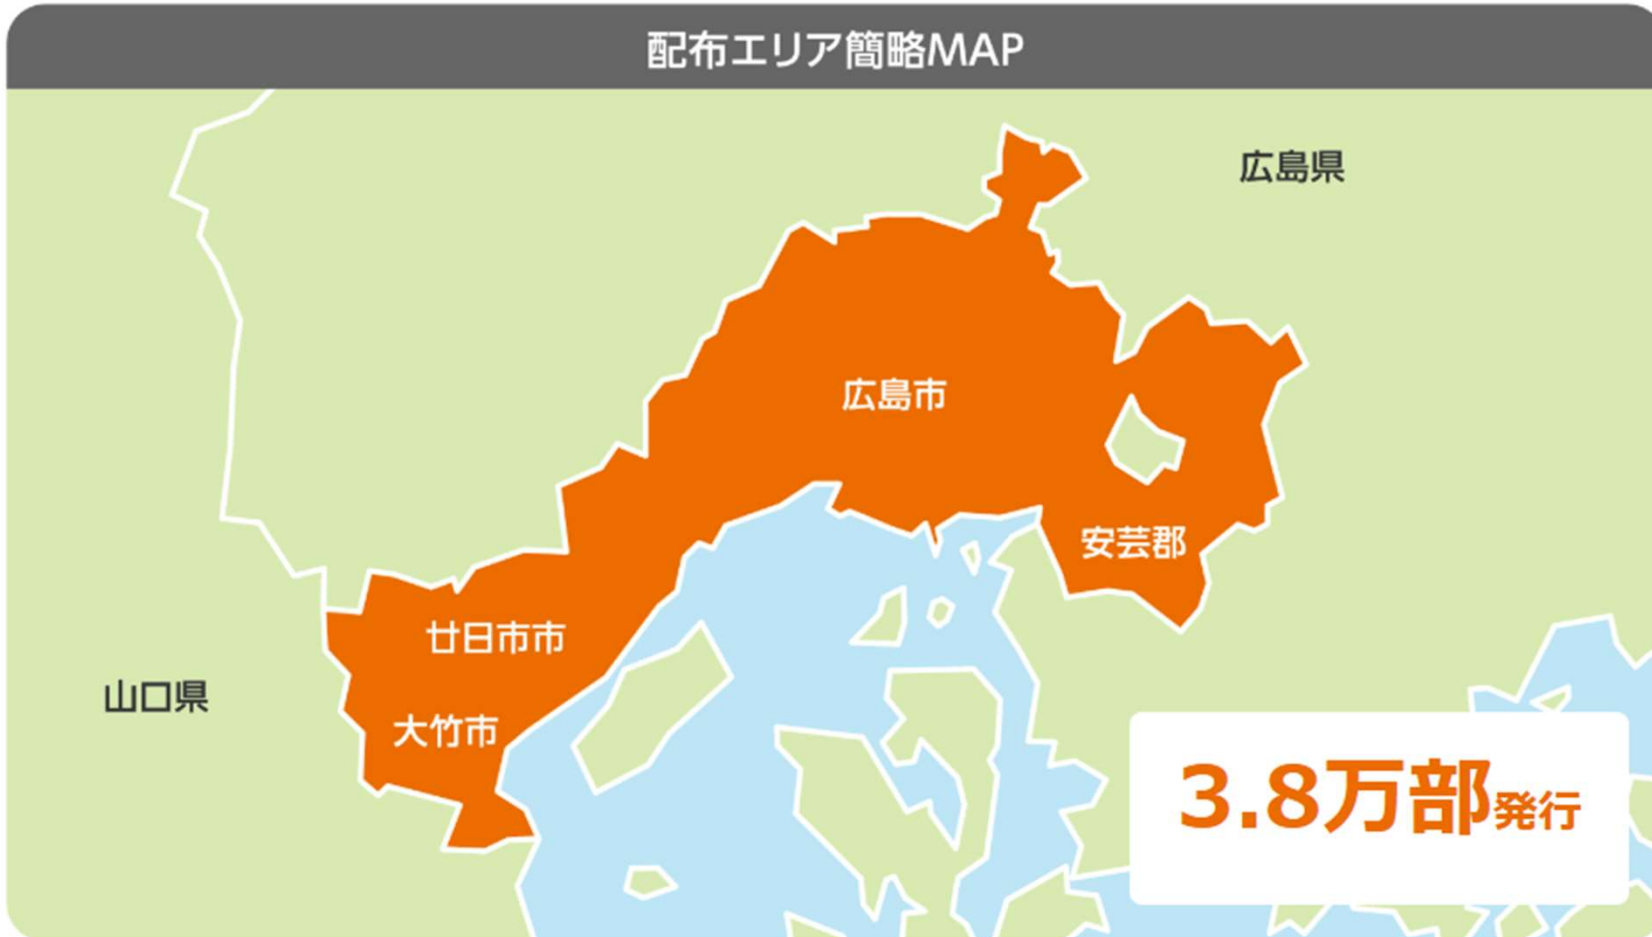 配布エリア簡略MAP
広島県
広島市
安芸郡
廿日市市
山口県
大竹市
3.8万部発行